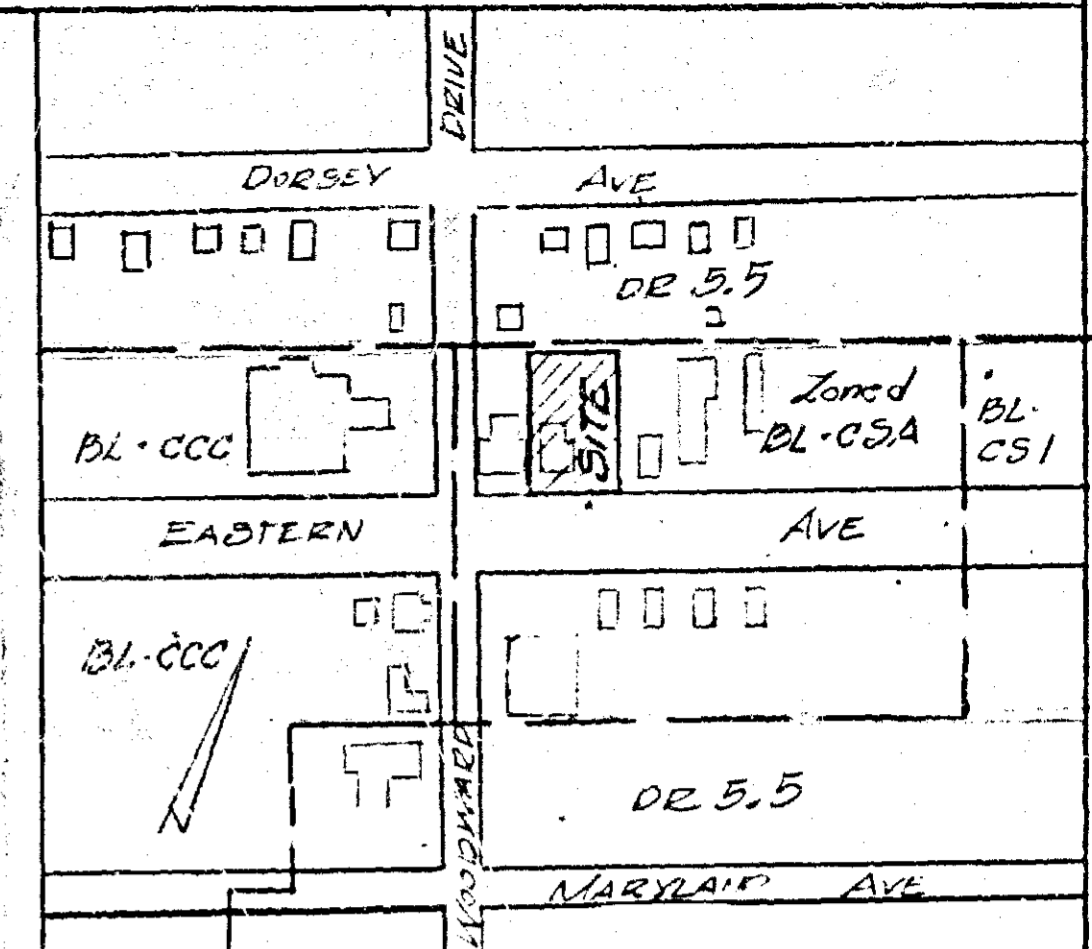 DRIVE
DORSEY AVE
DR 5.5
BL-CCC
SITE
Zoned
BL-CSA
BL-
CS1
EASTERN AVE
BL-CCC
N
WOODWARD
DR 5.5
MARYLAND AVE